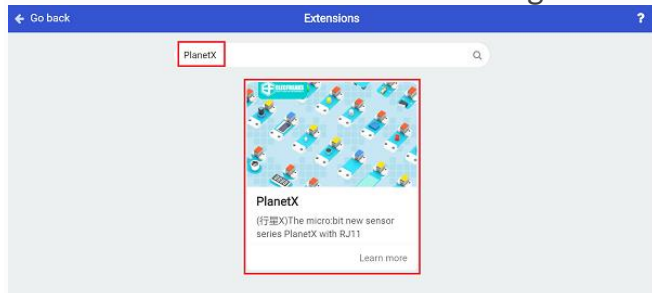 Go back
Extensions
?
PlanetX
ELECFREAKS
PlanetX
(行星X)The micro:bit new sensor
series PlanetX with RJ11
Learn more